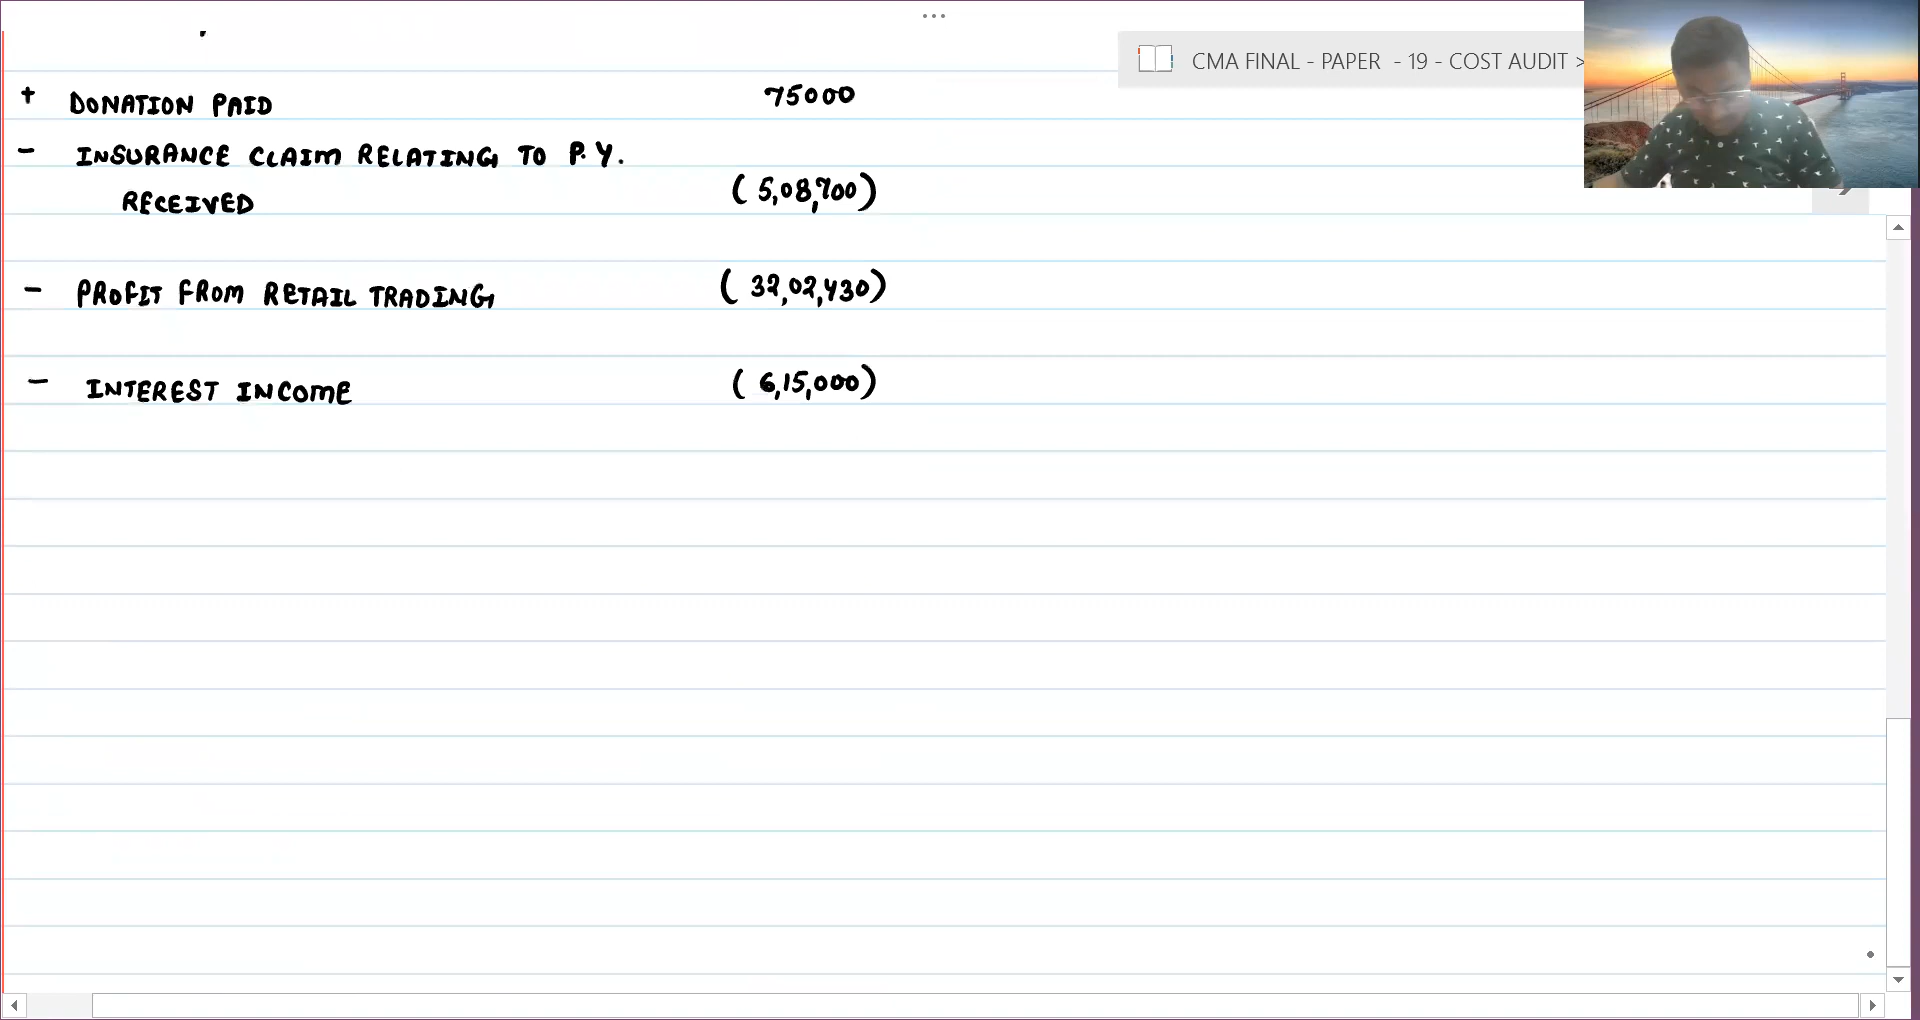 CMA FINAL - PAPER - 19 - COST AUDIT >
+ DONATION PAID 75000
- INSURANCE CLAIM RELATING TO P.Y.
RECEIVED (5,08,700)
- PROFIT FROM RETAIL TRADING (32,02,430)
- INTEREST INCOME (6,15,000)